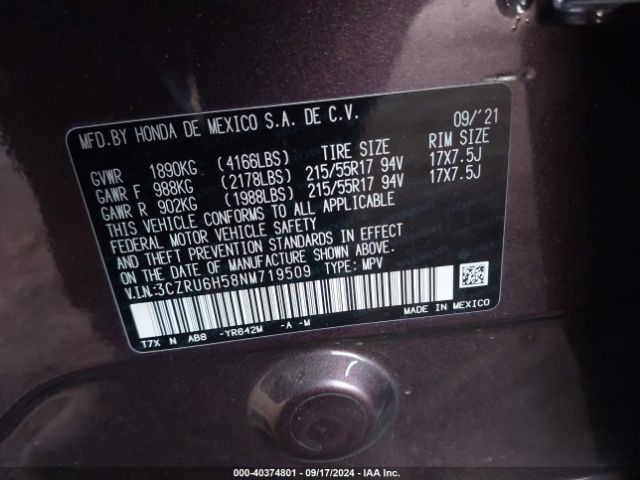 MFD.BY HONDA DE MEXICO S.A. DE C.V. 09/'21
GVWR 1890KG (4166LBS) TIRE SIZE RIM SIZE
GAWR F 988KG (2178LBS) 215/55R17 94V 17X7.5J
GAWR R 902KG (1988LBS) 215/55R17 94V 17X7.5J
THIS VEHICLE CONFORMS TO ALL APPLICABLE
FEDERAL MOTOR VEHICLE SAFETY
AND THEFT PREVENTION STANDARDS IN EFFECT
ON THE DATE OF MANUFACTURE SHOWN ABOVE.
V.I.N:3CZRU6H58NM719509 TYPE: MPV
T7X N AB8 -YR642M -A -M MADE IN MEXICO
000-40374801 - 09/17/2024 - IAA Inc.